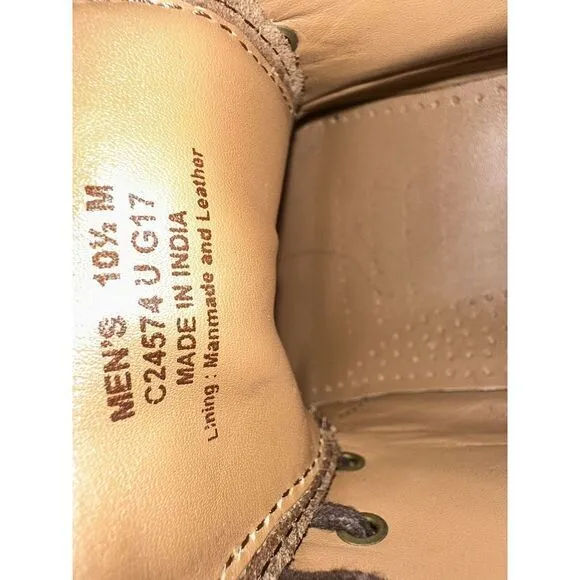 MEN'S 10½ M
C24574 U G17
MADE IN INDIA
Lining : Manmade and Leather